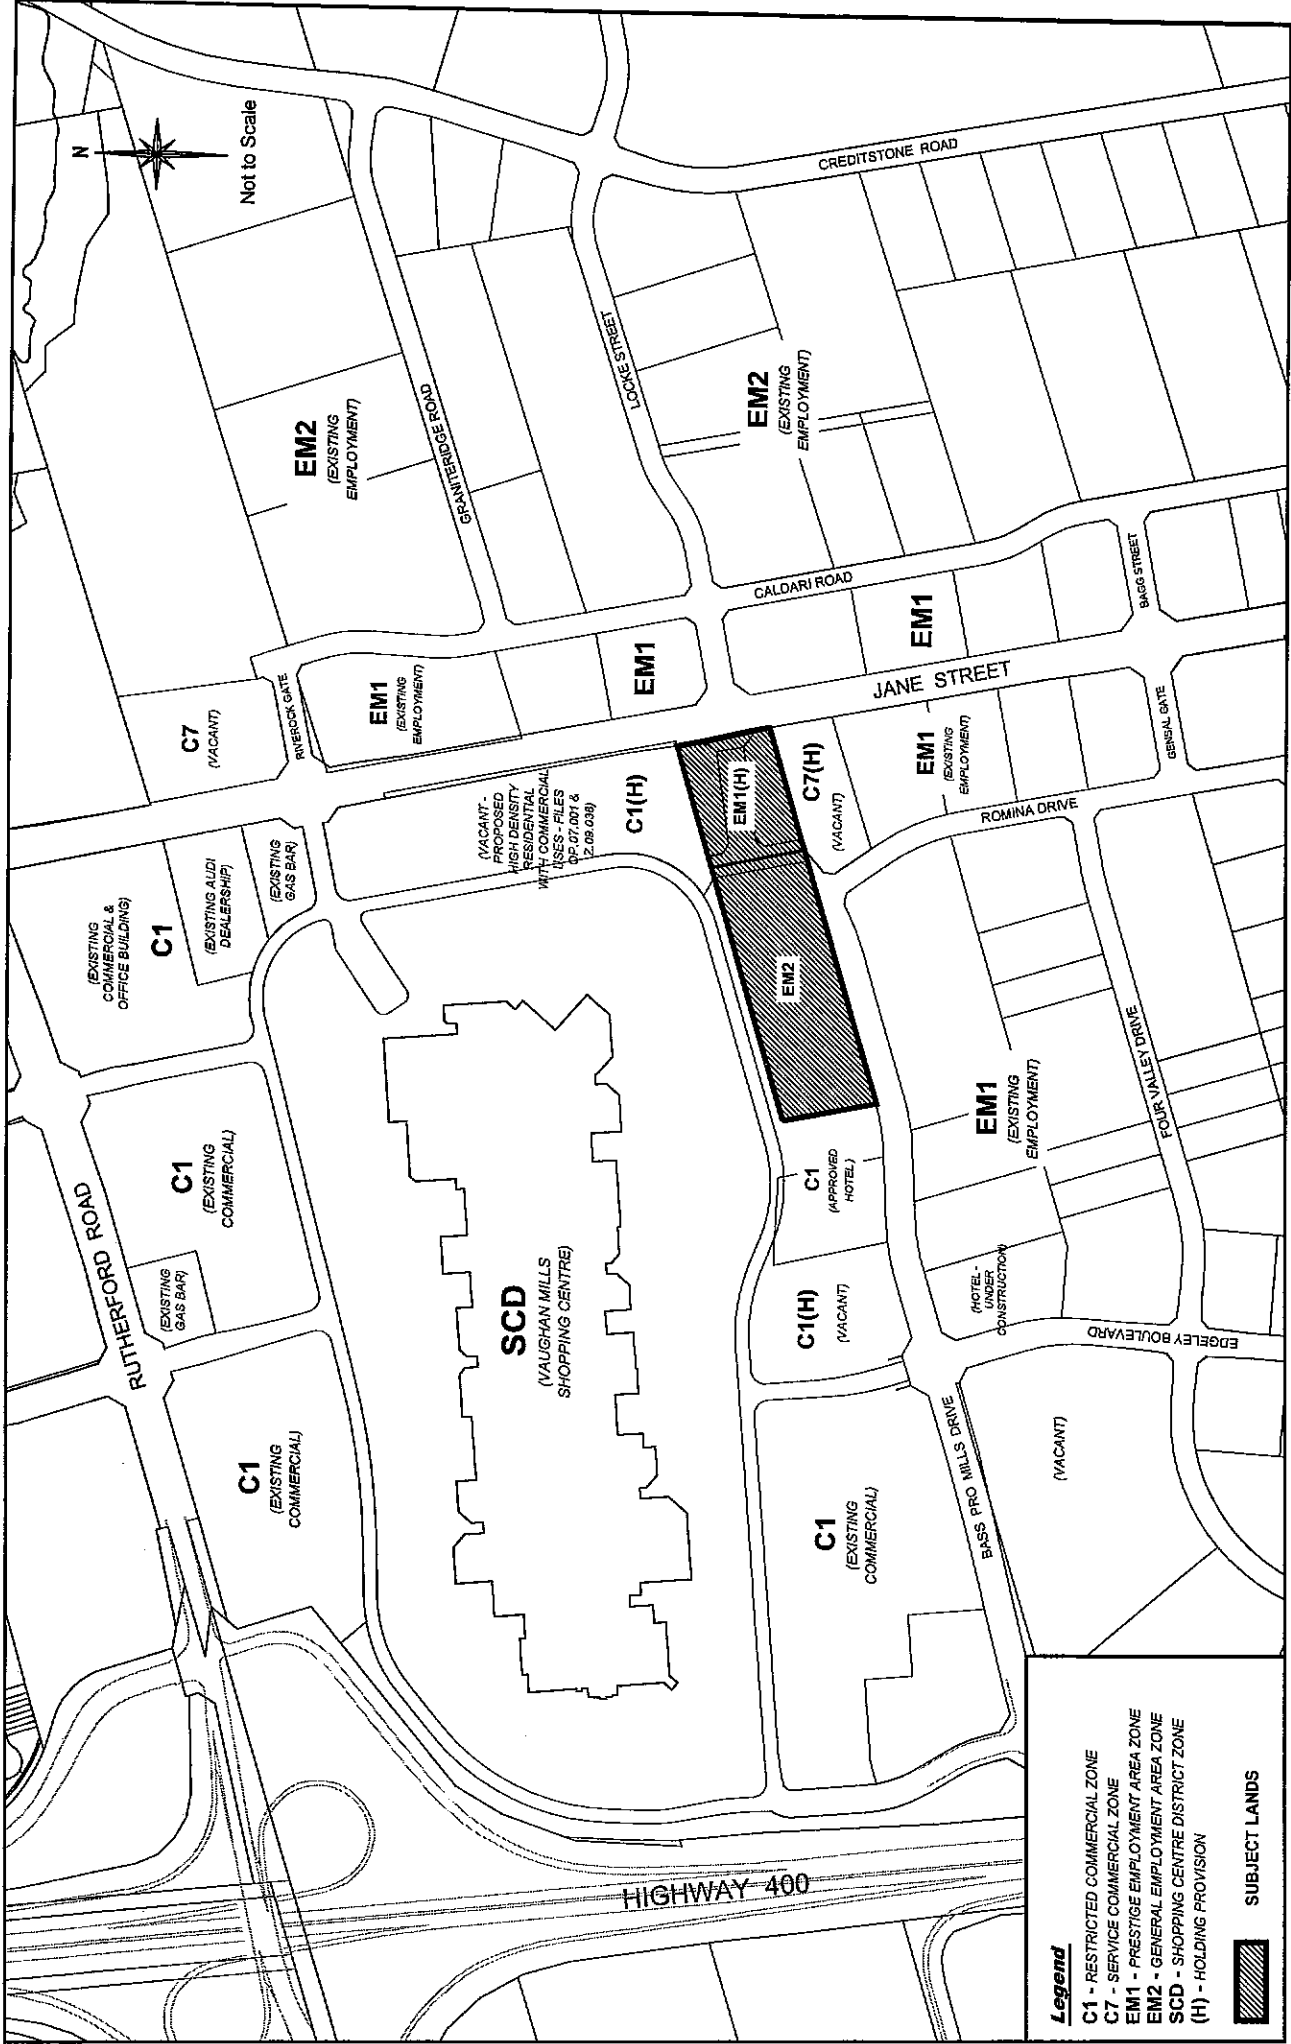 N
Not to Scale
CREDITSTONE ROAD
EM2
(EXISTING
EMPLOYMENT)
GRANITERIDGE ROAD
LOCKE STREET
EM2
(EXISTING
EMPLOYMENT)
CALDARI ROAD
BAGG STREET
C7
(VACANT)
RIVEROCK GATE
EM1
(EXISTING
EMPLOYMENT)
EM1
EM1
JANE STREET
GENSAL GATE
(EXISTING
COMMERCIAL &
OFFICE BUILDING)
C1
(EXISTING AUDI
DEALERSHIP)
(EXISTING
GAS BAR)
(VACANT -
PROPOSED
HIGH DENSITY
RESIDENTIAL
WITH COMMERCIAL
USES - FILES
OP.07.001 &
Z.09.038)
C1(H)
EM1(H)
C7(H)
(VACANT)
EM1
(EXISTING
EMPLOYMENT)
ROMINA DRIVE
EM2
RUTHERFORD ROAD
C1
(EXISTING
COMMERCIAL)
(EXISTING
GAS BAR)
SCD
(VAUGHAN MILLS
SHOPPING CENTRE)
C1
(APPROVED
HOTEL)
C1(H)
(VACANT)
EM1
(EXISTING
EMPLOYMENT)
FOUR VALLEY DRIVE
(HOTEL -
UNDER
CONSTRUCTION)
EDGELEY BOULEVARD
C1
(EXISTING
COMMERCIAL)
C1
(EXISTING
COMMERCIAL)
BASS PRO MILLS DRIVE
(VACANT)
HIGHWAY 400
Legend
C1 - RESTRICTED COMMERCIAL ZONE
C7 - SERVICE COMMERCIAL ZONE
EM1 - PRESTIGE EMPLOYMENT AREA ZONE
EM2 - GENERAL EMPLOYMENT AREA ZONE
SCD - SHOPPING CENTRE DISTRICT ZONE
(H) - HOLDING PROVISION
SUBJECT LANDS